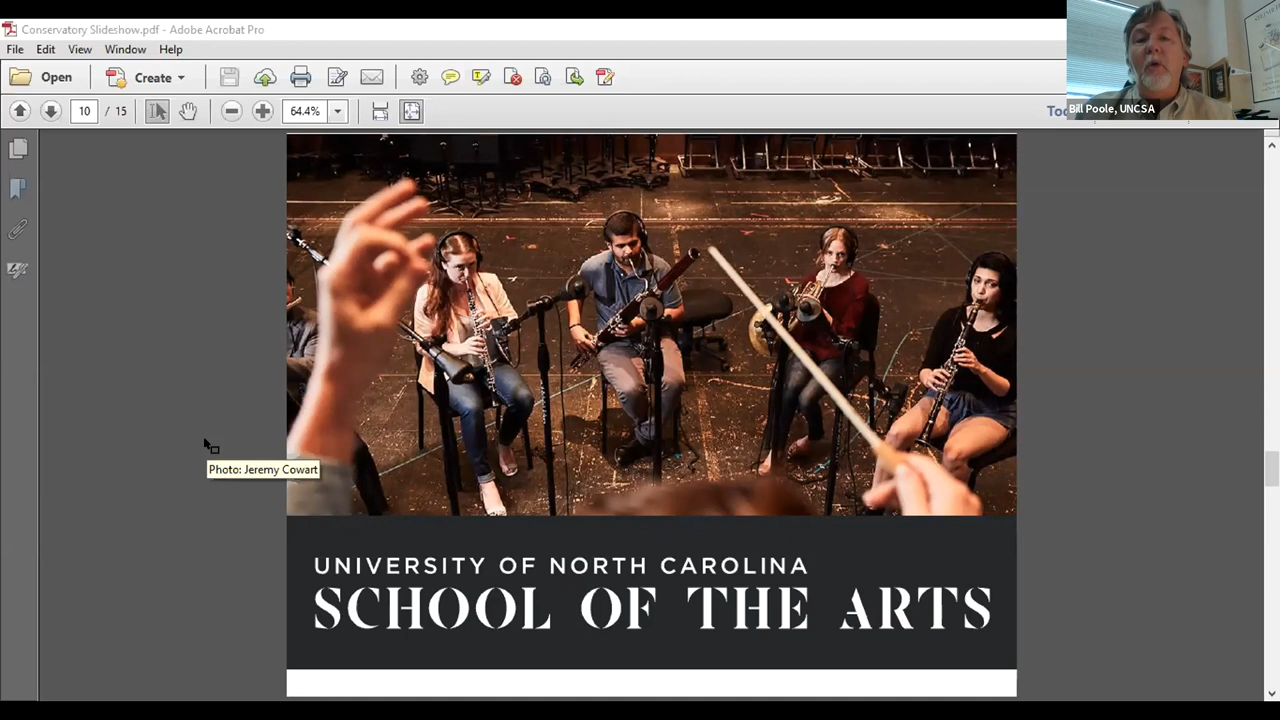 Conservatory Slideshow.pdf - Adobe Acrobat Pro
File Edit View Window Help
Open Create
10 / 15 64.4%
Bill Poole, UNCSA
Photo: Jeremy Cowart
UNIVERSITY OF NORTH CAROLINA
SCHOOL OF THE ARTS